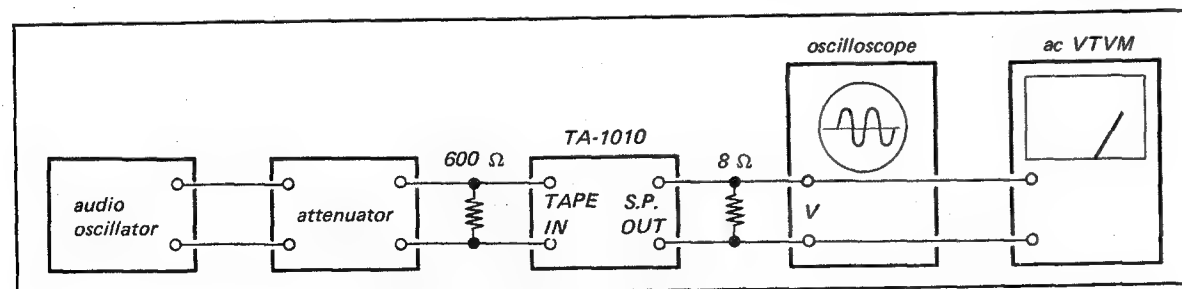 oscilloscope
ac VTVM
TA-1010
600 Ω
8 Ω
audio
oscillator
attenuator
TAPE
IN
S.P.
OUT
V